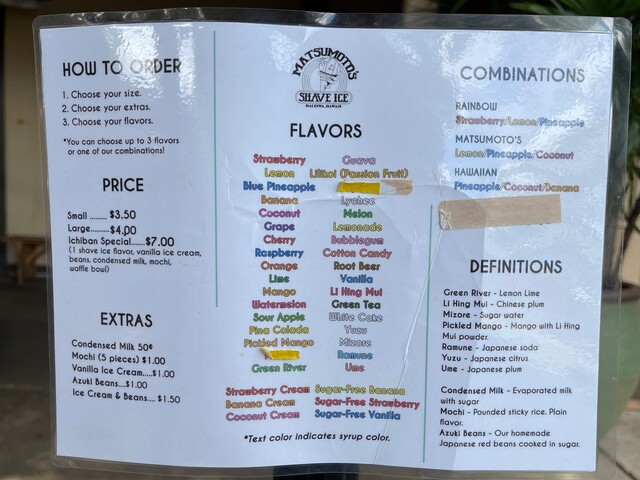 HOW TO ORDER
1. Choose your size.
2. Choose your extras.
3. Choose your flavors.
*You can choose up to 3 flavors
or one of our combinations!
PRICE
Small ......... $3.50
Large.........$4.00
Ichiban Special......$7.00
(1 shave ice flavor, vanilla ice cream,
beans, condensed milk, mochi,
waffle bowl)
EXTRAS
Condensed Milk 50¢
Mochi (5 pieces) $1.00
Vanilla Ice Cream....$1.00
Azuki Beans...$1.00
Ice Cream & Beans.... $1.50
MATSUMOTO'S
SHAVE ICE
HALEIWA, HAWAII
FLAVORS
Strawberry
Lemon
Blue Pineapple
Banana
Coconut
Grape
Cherry
Raspberry
Orange
Lime
Mango
Watermelon
Sour Apple
Pina Colada
Pickled Mango
Green River
Guava
Lilikoi (Passion Fruit)
Lychee
Melon
Lemonade
Bubblegum
Cotton Candy
Root Beer
Vanilla
Li Hing Mui
Green Tea
White Cake
Yuzu
Mizore
Ramune
Ume
Strawberry Cream
Banana Cream
Coconut Cream
Sugar-Free Banana
Sugar-Free Strawberry
Sugar-Free Vanilla
*Text color indicates syrup color.
COMBINATIONS
RAINBOW
Strawberry/Lemon/Pineapple
MATSUMOTO'S
Lemon/Pineapple/Coconut
HAWAIIAN
Pineapple/Coconut/Banana
DEFINITIONS
Green River - Lemon Lime
Li Hing Mui - Chinese plum
Mizore - Sugar water
Pickled Mango - Mango with Li Hing
Mui powder.
Ramune - Japanese soda
Yuzu - Japanese citrus
Ume - Japanese plum
Condensed Milk - Evaporated milk
with sugar
Mochi - Pounded sticky rice. Plain
flavor.
Azuki Beans - Our homemade
Japanese red beans cooked in sugar.